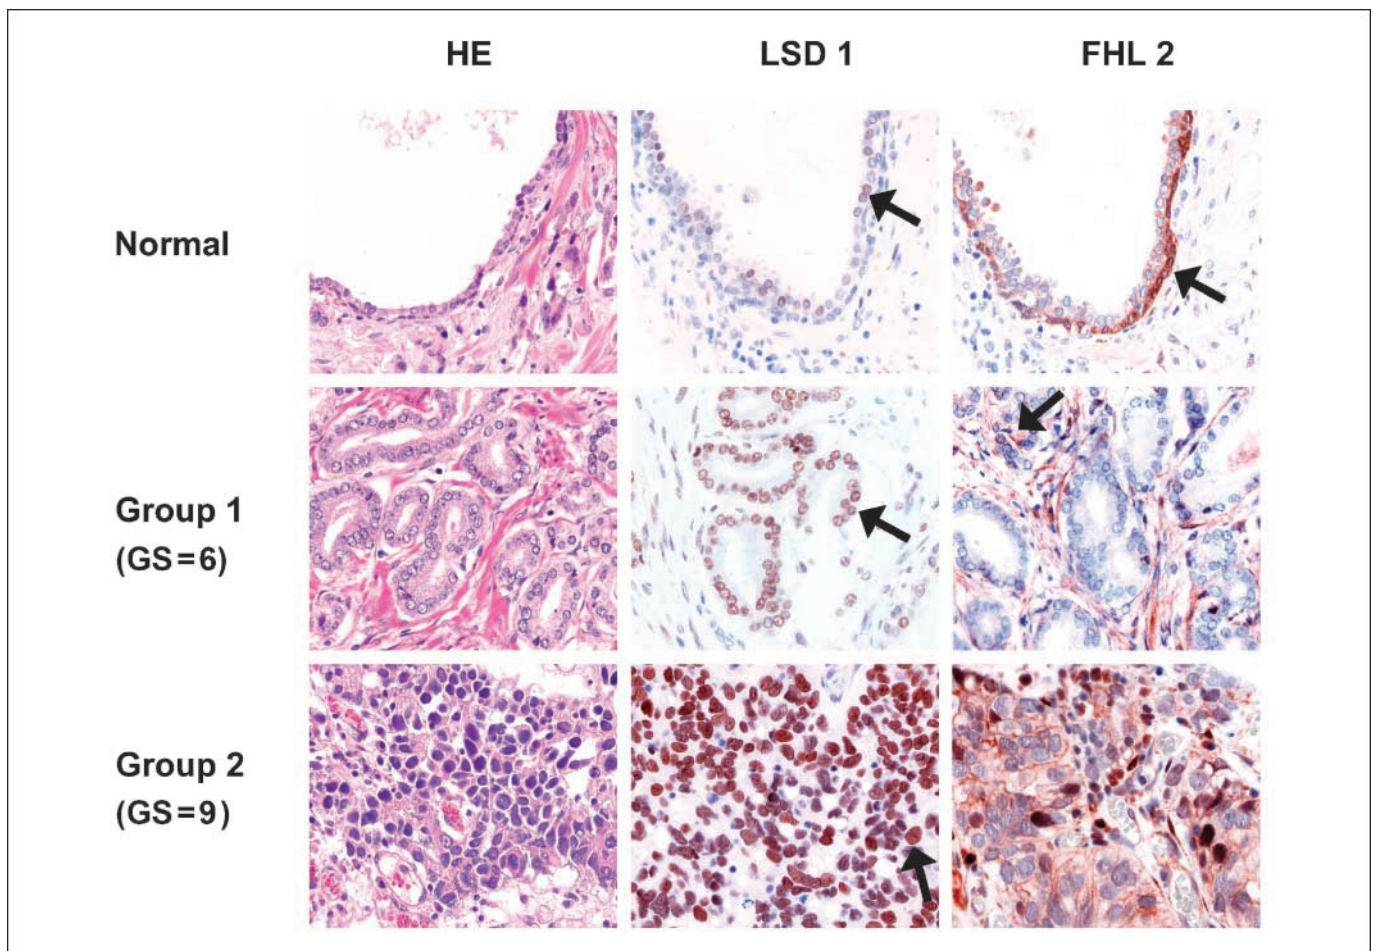 HE LSD 1 FHL 2
Normal
Group 1
(GS=6)
Group 2
(GS=9)